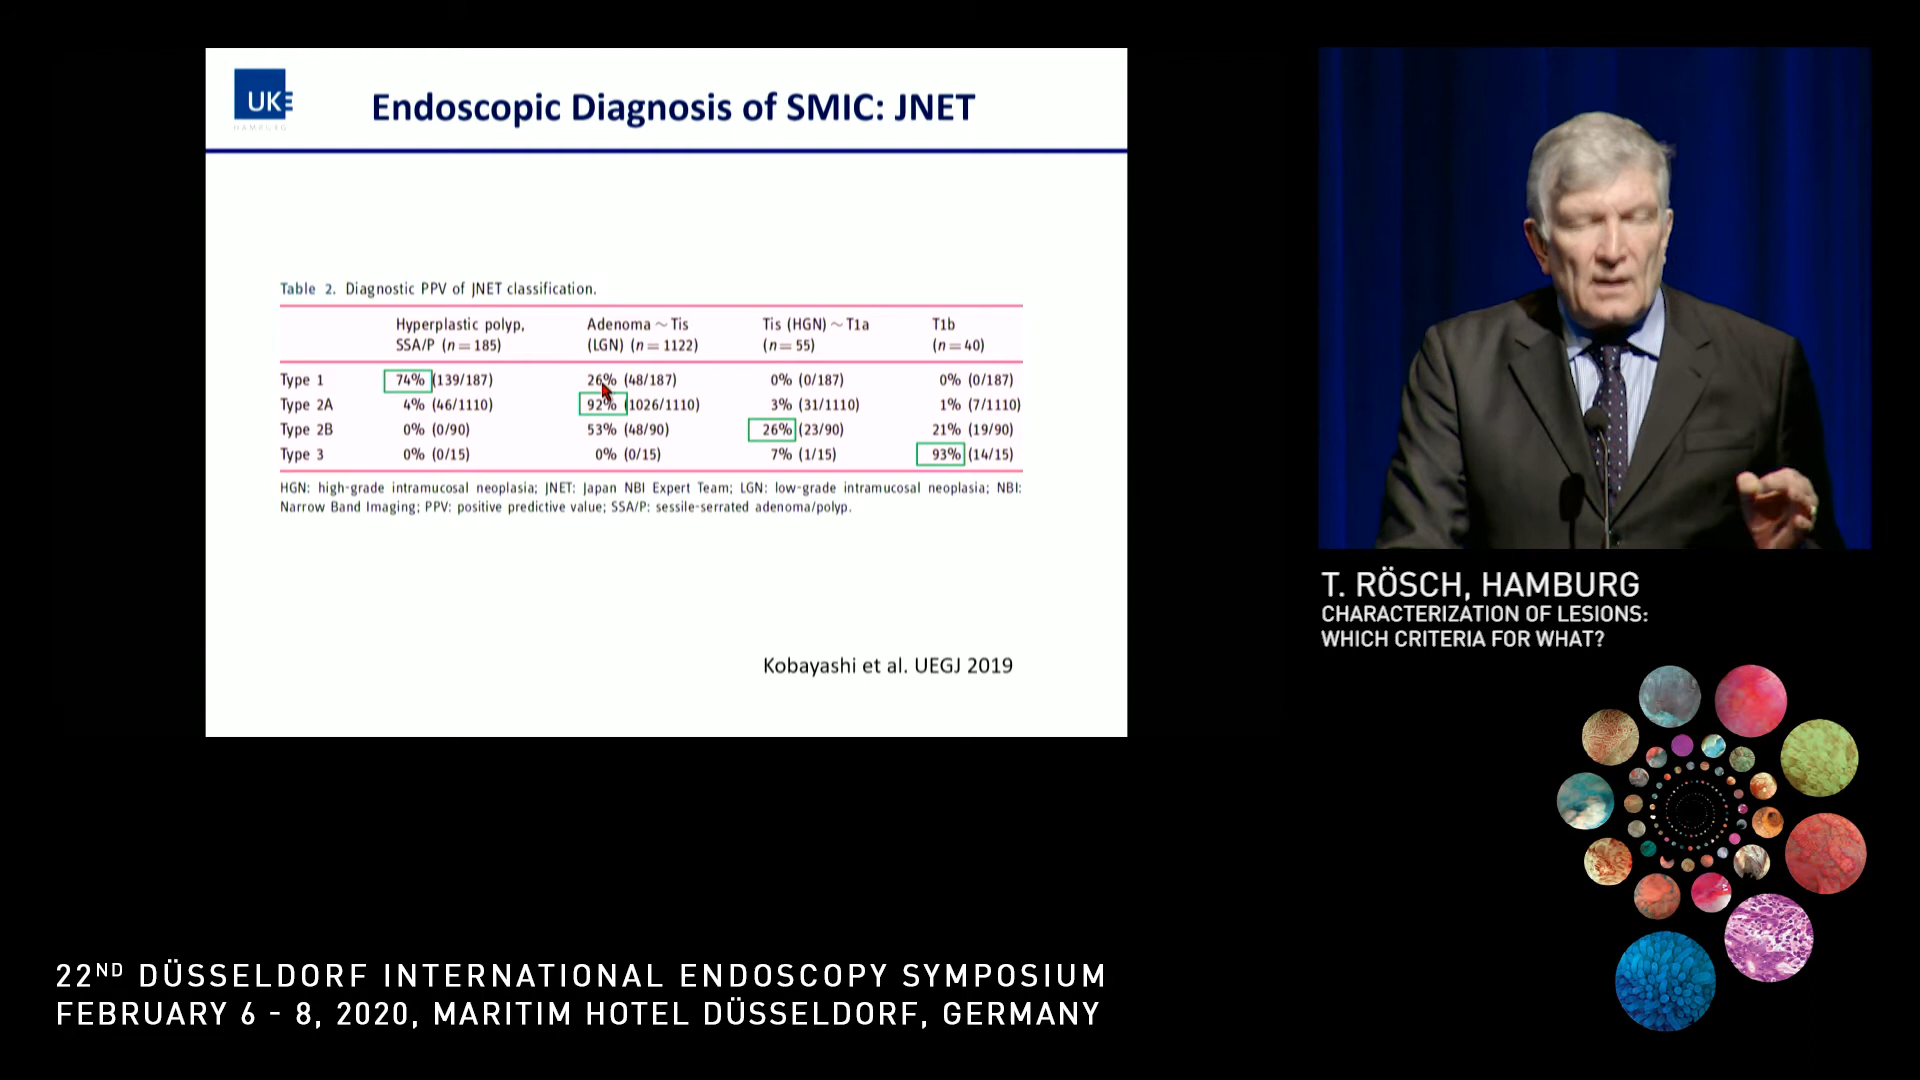 UKE
HAMBURG
Endoscopic Diagnosis of SMIC: JNET
Table 2. Diagnostic PPV of JNET classification.
Hyperplastic polyp, SSA/P (n = 185) Adenoma ~ Tis (LGN) (n = 1122) Tis (HGN) ~ T1a (n = 55) T1b (n = 40)
Type 1 74% (139/187) 26% (48/187) 0% (0/187) 0% (0/187)
Type 2A 4% (46/1110) 92% (1026/1110) 3% (31/1110) 1% (7/1110)
Type 2B 0% (0/90) 53% (48/90) 26% (23/90) 21% (19/90)
Type 3 0% (0/15) 0% (0/15) 7% (1/15) 93% (14/15)
HGN: high-grade intramucosal neoplasia; JNET: Japan NBI Expert Team; LGN: low-grade intramucosal neoplasia; NBI:
Narrow Band Imaging; PPV: positive predictive value; SSA/P: sessile-serrated adenoma/polyp.
Kobayashi et al. UEGJ 2019
T. RÖSCH, HAMBURG
CHARACTERIZATION OF LESIONS:
WHICH CRITERIA FOR WHAT?
22ND DÜSSELDORF INTERNATIONAL ENDOSCOPY SYMPOSIUM
FEBRUARY 6 - 8, 2020, MARITIM HOTEL DÜSSELDORF, GERMANY